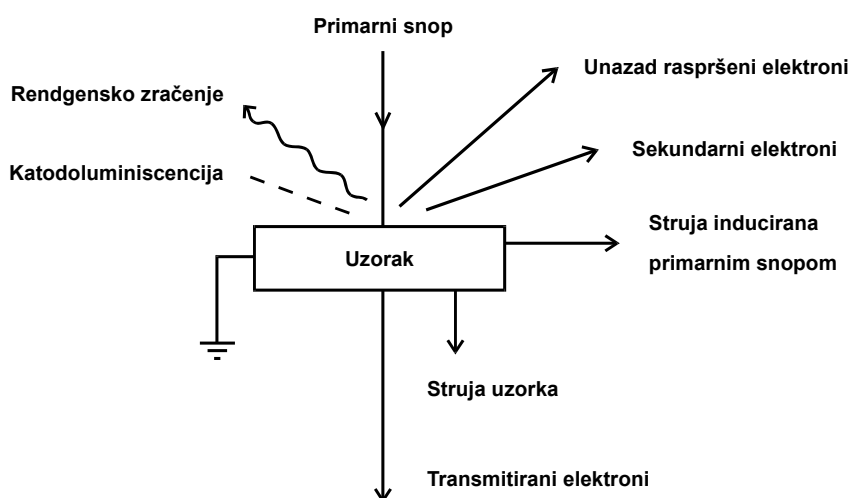 Primarni snop
Unazad raspršeni elektroni
Rendgensko zračenje
Sekundarni elektroni
Katodoluminiscencija
Struja inducirana
primarnim snopom
Uzorak
Struja uzorka
Transmitirani elektroni